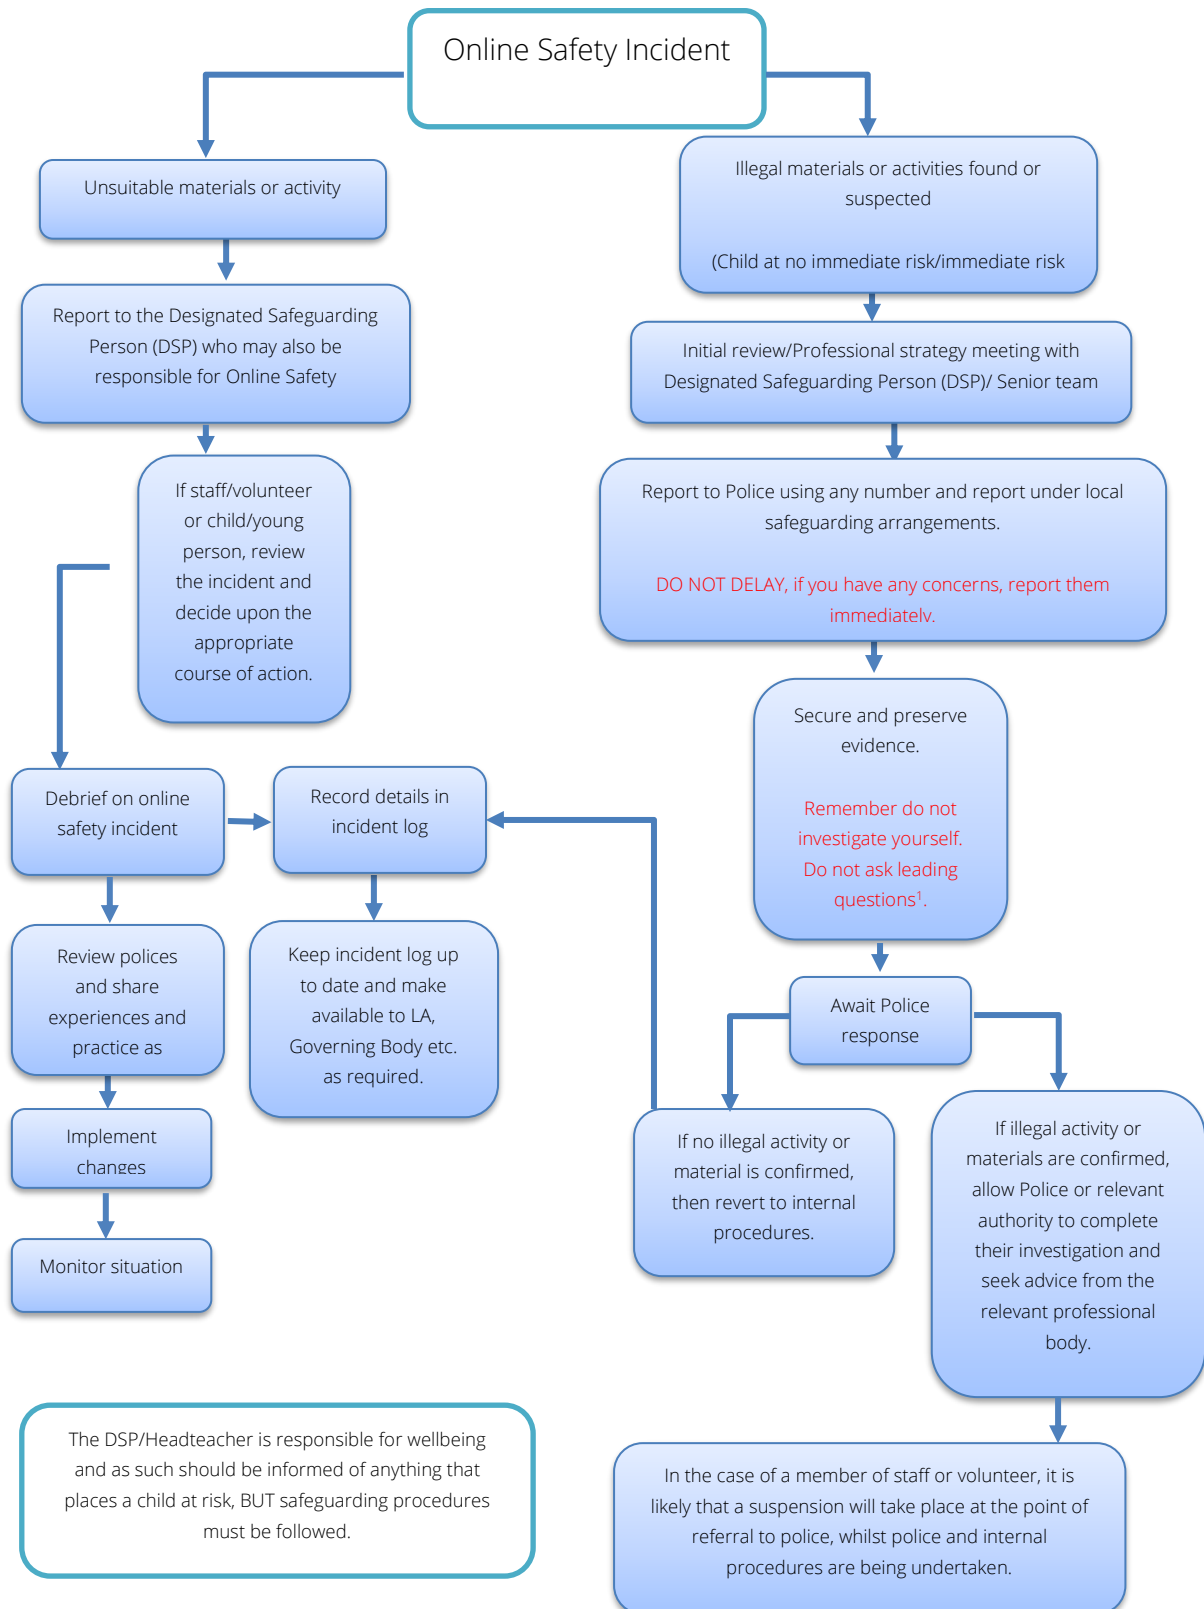 Online Safety Incident
Unsuitable materials or activity
Report to the Designated Safeguarding
Person (DSP) who may also be
responsible for Online Safety
If staff/volunteer
or child/young
person, review
the incident and
decide upon the
appropriate
course of action.
Debrief on online
safety incident
Record details in
incident log
Review polices
and share
experiences and
practice as
Keep incident log up
to date and make
available to LA,
Governing Body etc.
as required.
Implement
changes
Monitor situation
Illegal materials or activities found or
suspected
(Child at no immediate risk/immediate risk
Initial review/Professional strategy meeting with
Designated Safeguarding Person (DSP)/ Senior team
Report to Police using any number and report under local
safeguarding arrangements.
DO NOT DELAY, if you have any concerns, report them
immediately.
Secure and preserve
evidence.
Remember do not
investigate yourself.
Do not ask leading
questions¹.
Await Police
response
If no illegal activity or
material is confirmed,
then revert to internal
procedures.
If illegal activity or
materials are confirmed,
allow Police or relevant
authority to complete
their investigation and
seek advice from the
relevant professional
body.
In the case of a member of staff or volunteer, it is
likely that a suspension will take place at the point of
referral to police, whilst police and internal
procedures are being undertaken.
The DSP/Headteacher is responsible for wellbeing
and as such should be informed of anything that
places a child at risk, BUT safeguarding procedures
must be followed.